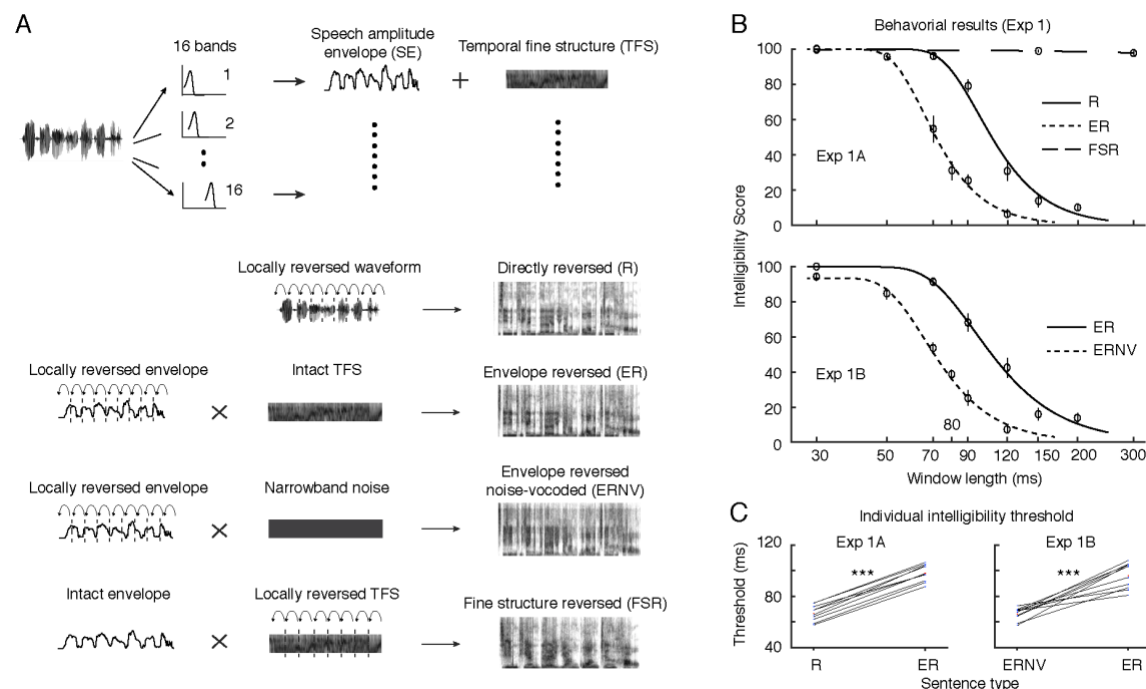 A
16 bands
Speech amplitude
envelope (SE)
Temporal fine structure (TFS)
1
+
2
16
Locally reversed waveform
Directly reversed (R)
Locally reversed envelope
Intact TFS
Envelope reversed (ER)
×
Locally reversed envelope
Narrowband noise
Envelope reversed
noise-vocoded (ERNV)
×
Intact envelope
Locally reversed TFS
Fine structure reversed (FSR)
×
B
Behavorial results (Exp 1)
100
80
60
40
20
0
R
ER
FSR
Exp 1A
Intelligibility Score
100
80
60
40
20
0
ER
ERNV
Exp 1B
80
30 50 70 90 120 150 200 300
Window length (ms)
C
Individual intelligibility threshold
Exp 1A Exp 1B
120
80
40
Threshold (ms)
*** ***
R ER ERNV ER
Sentence type